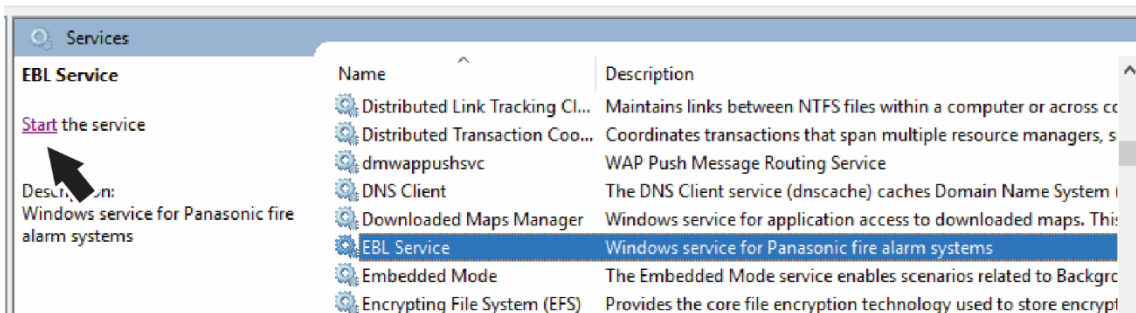 Services
EBL Service
Start the service
Windows service for Panasonic fire
alarm systems
Name Description
Distributed Link Tracking Cl... Maintains links between NTFS files within a computer or across
Distributed Transaction Coo... Coordinates transactions that span multiple resource managers, s
dmwappushsvc WAP Push Message Routing Service
DNS Client The DNS Client service (dnscache) caches Domain Name System (
Downloaded Maps Manager Windows service for application access to downloaded maps. This
EBL Service Windows service for Panasonic fire alarm systems
Embedded Mode The Embedded Mode service enables scenarios related to Backgro
Encrypting File System (EFS) Provides the core file encryption technology used to store encrypt